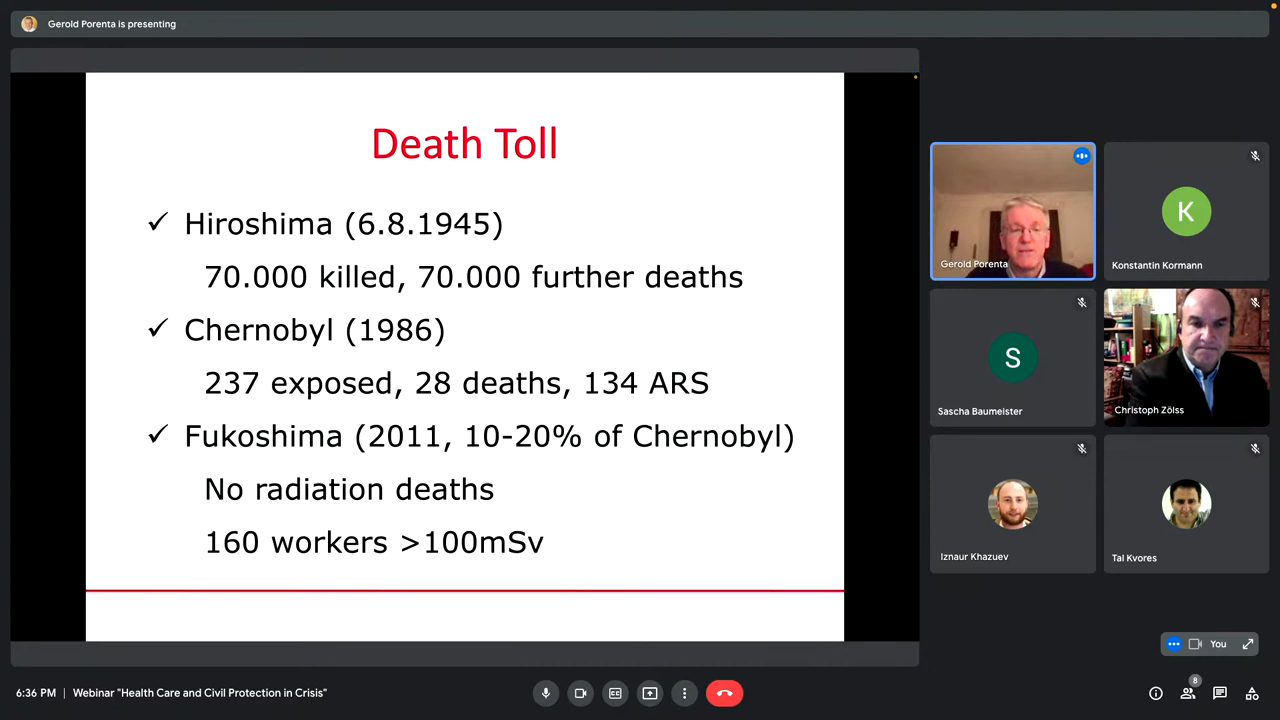 Gerold Porenta is presenting
Death Toll
✓ Hiroshima (6.8.1945)
70.000 killed, 70.000 further deaths
✓ Chernobyl (1986)
237 exposed, 28 deaths, 134 ARS
✓ Fukoshima (2011, 10-20% of Chernobyl)
No radiation deaths
160 workers >100mSv
Gerold Porenta
K
Konstantin Kormann
S
Sascha Baumeister
Christoph Zölss
Iznaur Khazuev
Tal Kvores
You
6:36 PM | Webinar "Health Care and Civil Protection in Crisis"
8